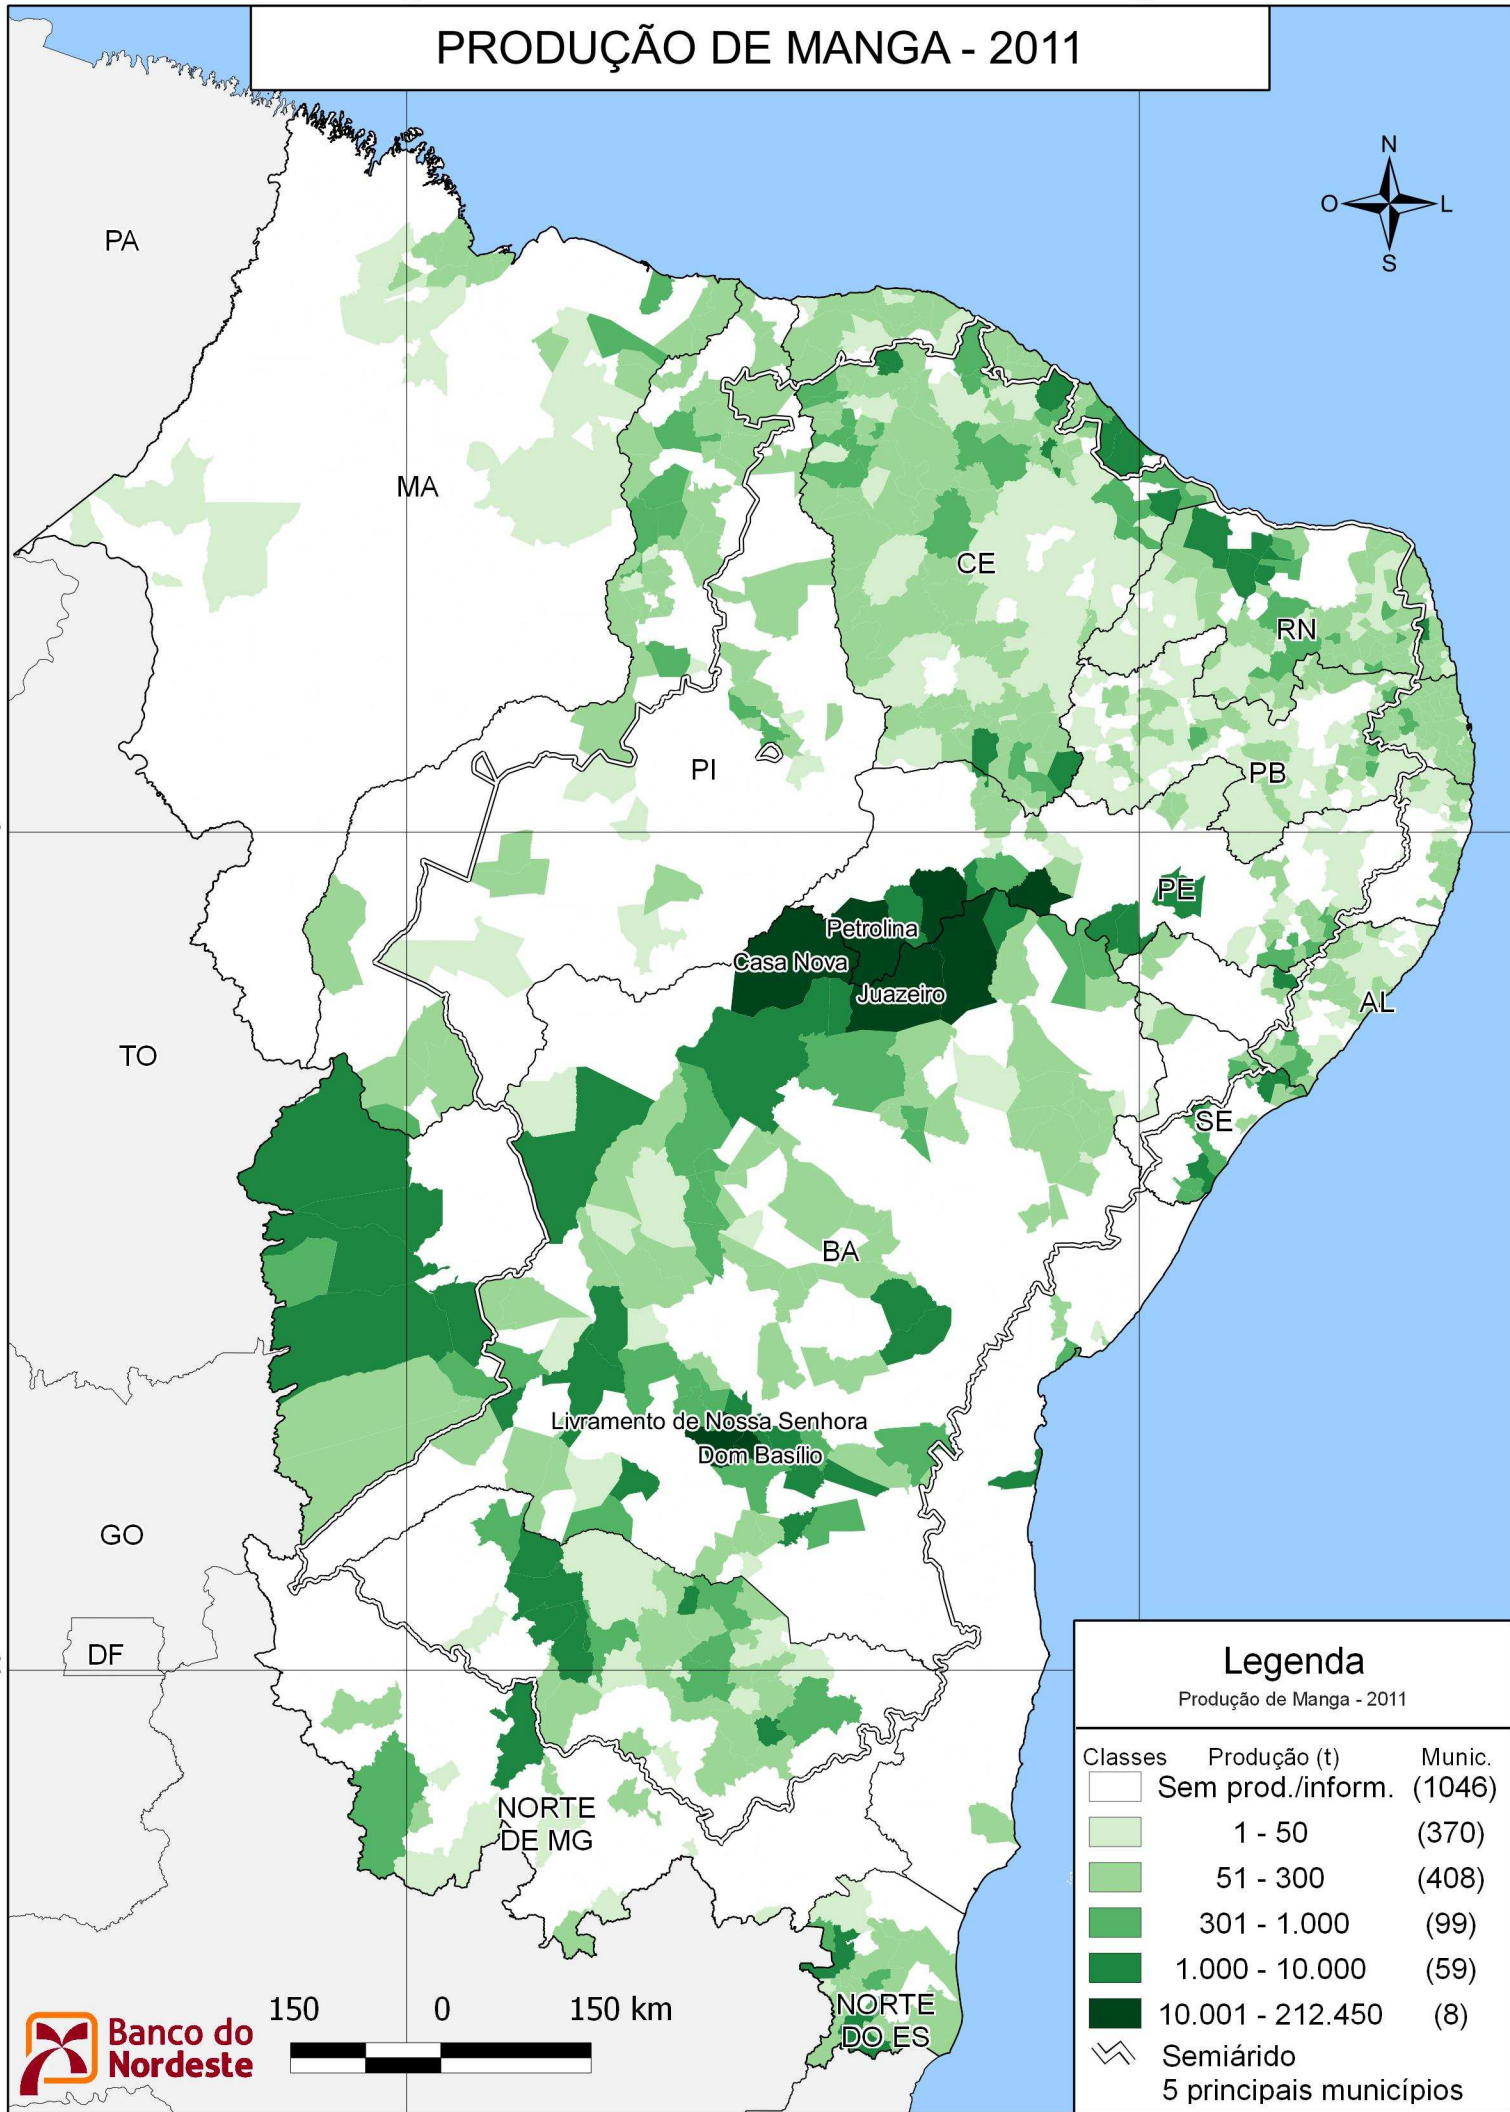 PRODUÇÃO DE MANGA - 2011
N
O
L
S
PA
MA
CE
RN
PI
PB
PE
Petrolina
Casa Nova
Juazeiro
AL
TO
SE
BA
Livramento de Nossa Senhora
Dom Basílio
GO
DF
NORTE
DE MG
NORTE
DO ES
Legenda
Produção de Manga - 2011
Classes Produção (t) Munic.
Sem prod./inform. (1046)
1 - 50 (370)
51 - 300 (408)
301 - 1.000 (99)
1.000 - 10.000 (59)
10.001 - 212.450 (8)
Semiárido
5 principais municípios
150 0 150 km
Banco do
Nordeste